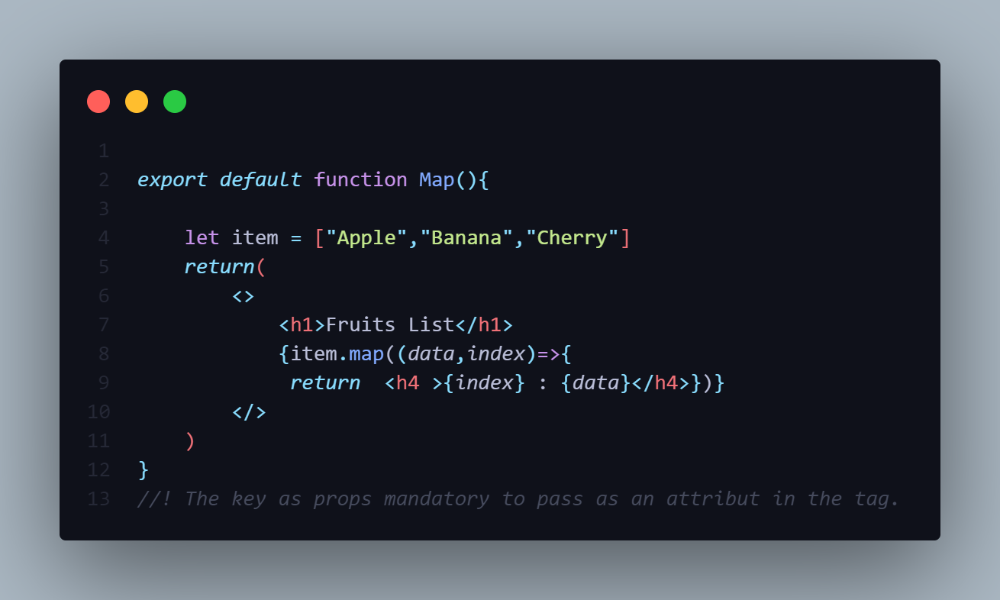 1
2 export default function Map(){
3
4     let item = ["Apple","Banana","Cherry"]
5     return(
6         <>
7             <h1>Fruits List</h1>
8             {item.map((data,index)=>{
9              return  <h4 >{index} : {data}</h4>})}
10         </>
11     )
12 }
13 //! The key as props mandatory to pass as an attribut in the tag.